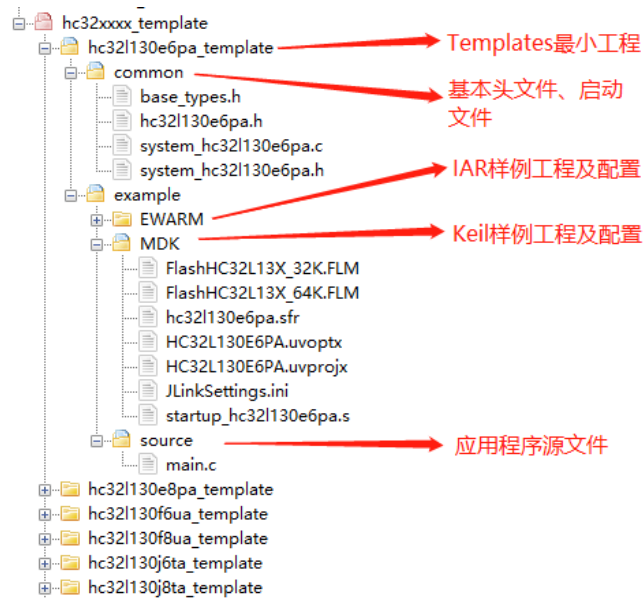 hc32xxxx_template
hc32l130e6pa_template
Templates最小工程
common
基本头文件、启动
文件
base_types.h
hc32l130e6pa.h
system_hc32l130e6pa.c
system_hc32l130e6pa.h
IAR样例工程及配置
example
EWARM
Keil样例工程及配置
MDK
FlashHC32L13X_32K.FLM
FlashHC32L13X_64K.FLM
hc32l130e6pa.sfr
HC32L130E6PA.uvoptx
HC32L130E6PA.uvprojx
JLinkSettings.ini
startup_hc32l130e6pa.s
source
应用程序源文件
main.c
hc32l130e8pa_template
hc32l130f6ua_template
hc32l130f8ua_template
hc32l130j6ta_template
hc32l130j8ta_template